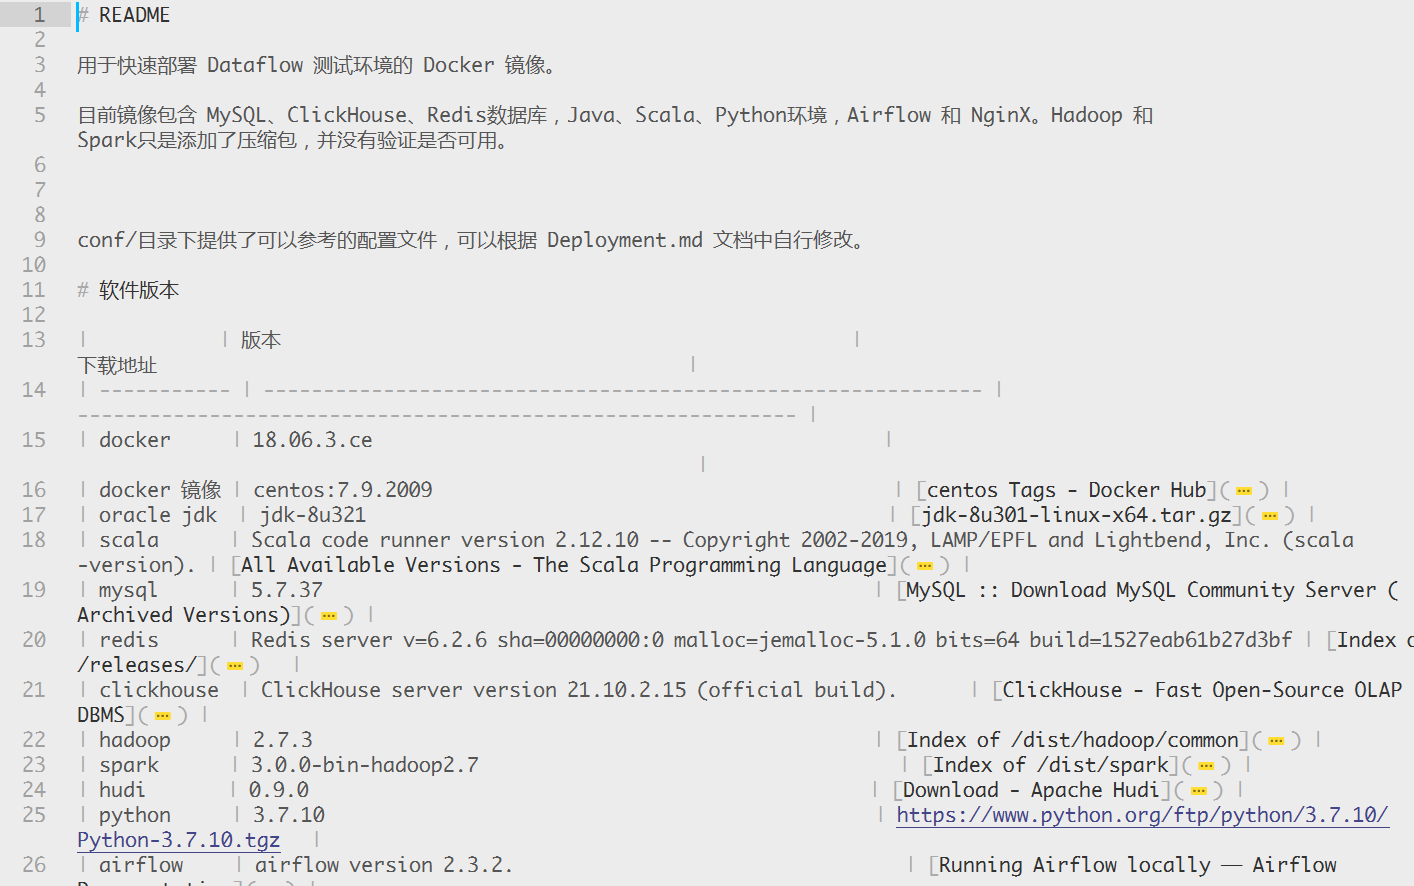 1 # README
2
3 用于快速部署 Dataflow 测试环境的 Docker 镜像。
4
5 目前镜像包含 MySQL、ClickHouse、Redis数据库，Java、Scala、Python环境，Airflow 和 NginX。Hadoop 和
Spark只是添加了压缩包，并没有验证是否可用。
6
7
8
9 conf/目录下提供了可以参考的配置文件，可以根据 Deployment.md 文档中自行修改。
10
11 # 软件版本
12
13 | | 版本 |
下载地址 |
14 | ----------- | ------------------------------------------------------------ |
------------------------------------------------------------ |
15 | docker | 18.06.3.ce |
|
16 | docker 镜像 | centos:7.9.2009 | [centos Tags - Docker Hub](…) |
17 | oracle jdk | jdk-8u321 | [jdk-8u301-linux-x64.tar.gz](…) |
18 | scala | Scala code runner version 2.12.10 -- Copyright 2002-2019, LAMP/EPFL and Lightbend, Inc. (scala
-version). | [All Available Versions - The Scala Programming Language](…) |
19 | mysql | 5.7.37 | [MySQL :: Download MySQL Community Server (
Archived Versions)](…) |
20 | redis | Redis server v=6.2.6 sha=00000000:0 malloc=jemalloc-5.1.0 bits=64 build=1527eab61b27d3bf | [Index o
/releases/](…) |
21 | clickhouse | ClickHouse server version 21.10.2.15 (official build). | [ClickHouse - Fast Open-Source OLAP
DBMS](…) |
22 | hadoop | 2.7.3 | [Index of /dist/hadoop/common](…) |
23 | spark | 3.0.0-bin-hadoop2.7 | [Index of /dist/spark](…) |
24 | hudi | 0.9.0 | [Download - Apache Hudi](…) |
25 | python | 3.7.10 | https://www.python.org/ftp/python/3.7.10/
Python-3.7.10.tgz |
26 | airflow | airflow version 2.3.2. | [Running Airflow locally — Airflow